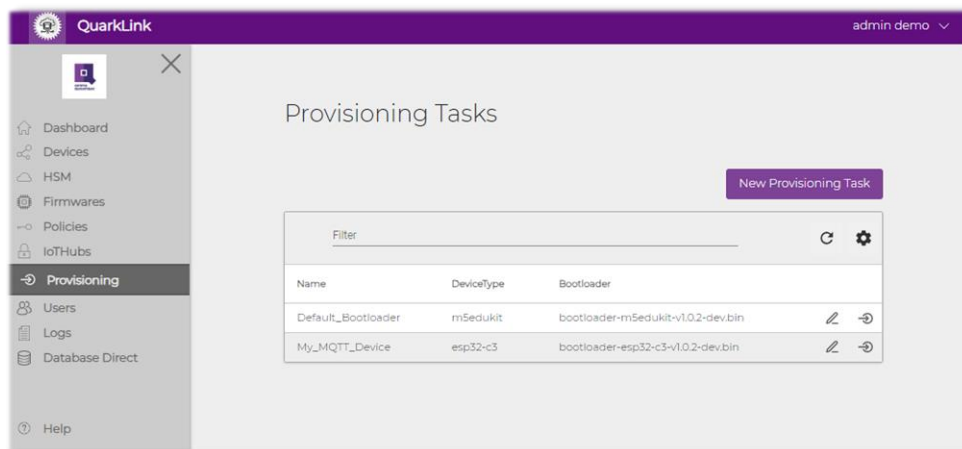 QuarkLink
admin demo
Dashboard
Devices
HSM
Firmwares
Policies
IoTHubs
Provisioning
Users
Logs
Database Direct
Help
Provisioning Tasks
New Provisioning Task
Filter
Name DeviceType Bootloader
Default_Bootloader m5edukit bootloader-m5edukit-v1.0.2-dev.bin
My_MQTT_Device esp32-c3 bootloader-esp32-c3-v1.0.2-dev.bin